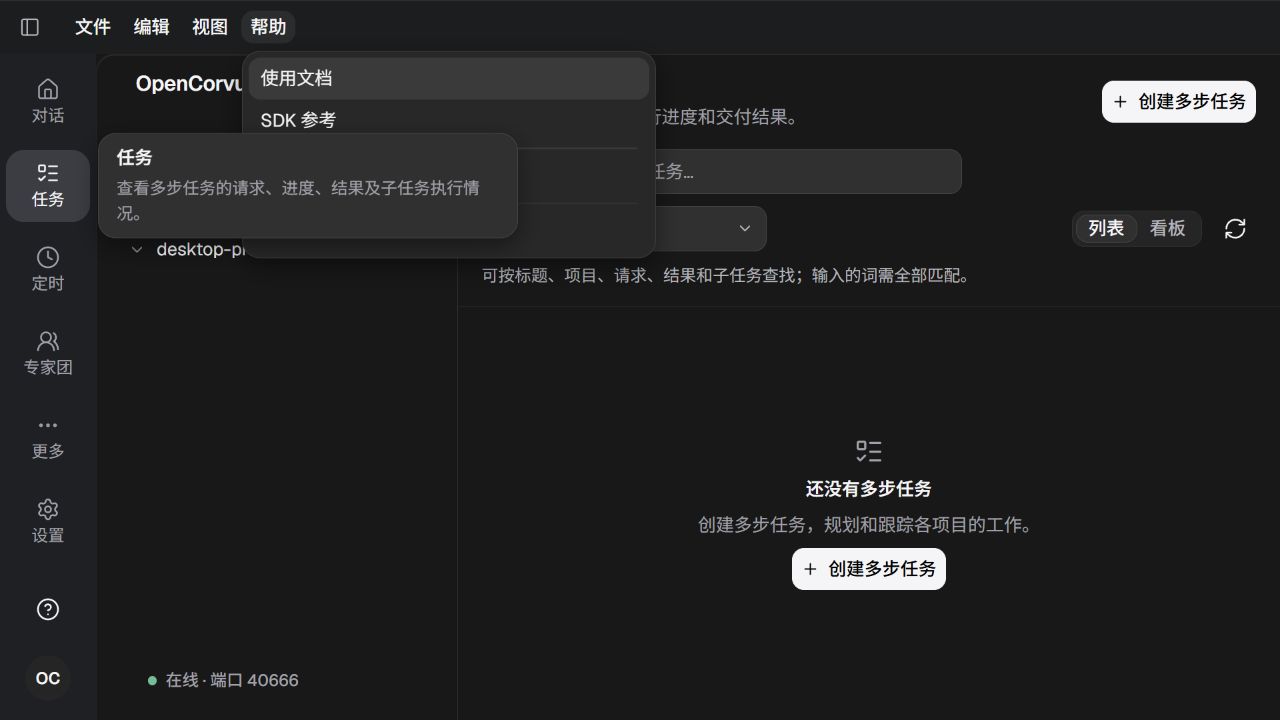 文件 编辑 视图 帮助
对话
任务
定时
专家团
更多
设置
OC
OpenCorvu
使用文档
SDK 参考
任务
查看多步任务的请求、进度、结果及子任务执行情
况。
desktop-p
在线 · 端口 40666
行进度和交付结果。
+ 创建多步任务
任务...
列表 看板
可按标题、项目、请求、结果和子任务查找；输入的词需全部匹配。
还没有多步任务
创建多步任务，规划和跟踪各项目的工作。
+ 创建多步任务